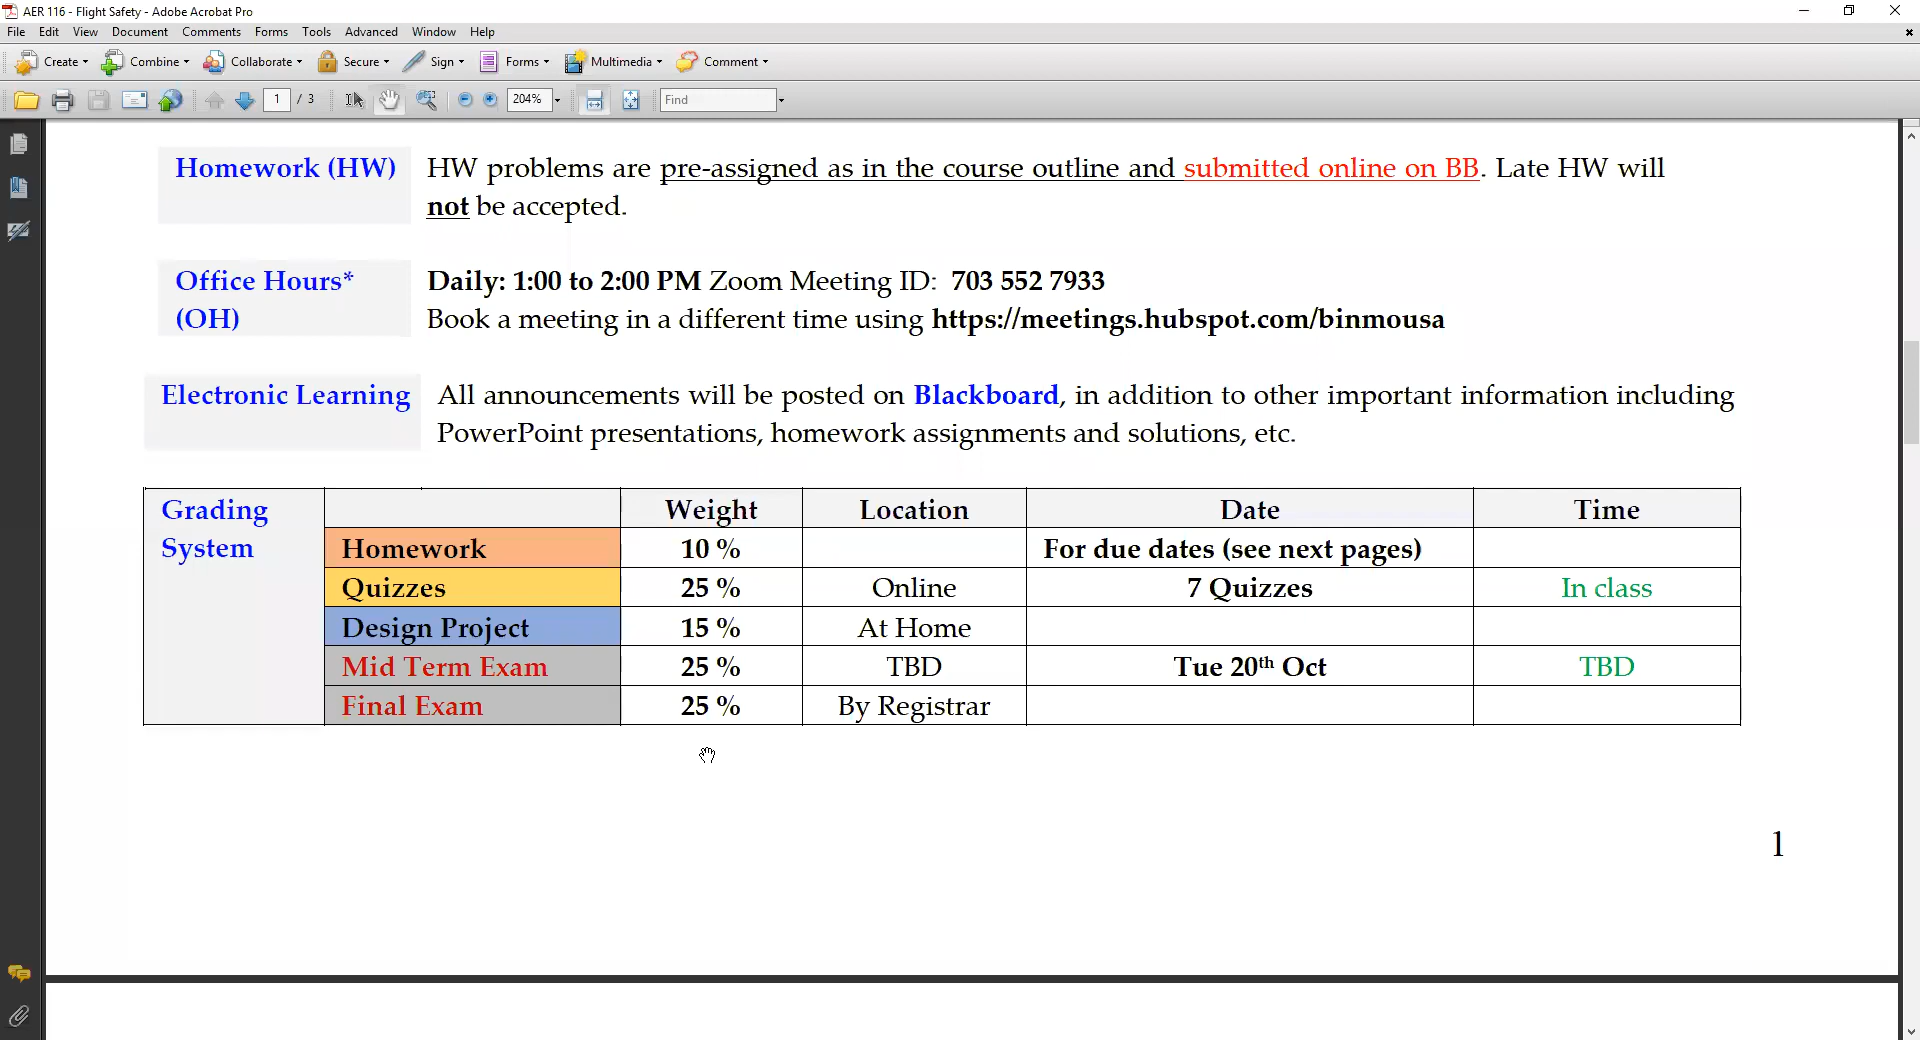 AER 116 - Flight Safety - Adobe Acrobat Pro
File Edit View Document Comments Forms Tools Advanced Window Help
Create Combine Collaborate Secure Sign Forms Multimedia Comment
1 / 3 204% Find
Homework (HW) HW problems are pre-assigned as in the course outline and submitted online on BB. Late HW will
not be accepted.
Office Hours* Daily: 1:00 to 2:00 PM Zoom Meeting ID: 703 552 7933
(OH) Book a meeting in a different time using https://meetings.hubspot.com/binmousa
Electronic Learning All announcements will be posted on Blackboard, in addition to other important information including
PowerPoint presentations, homework assignments and solutions, etc.
Grading Weight Location Date Time
System Homework 10 % For due dates (see next pages)
Quizzes 25 % Online 7 Quizzes In class
Design Project 15 % At Home
Mid Term Exam 25 % TBD Tue 20th Oct TBD
Final Exam 25 % By Registrar
1